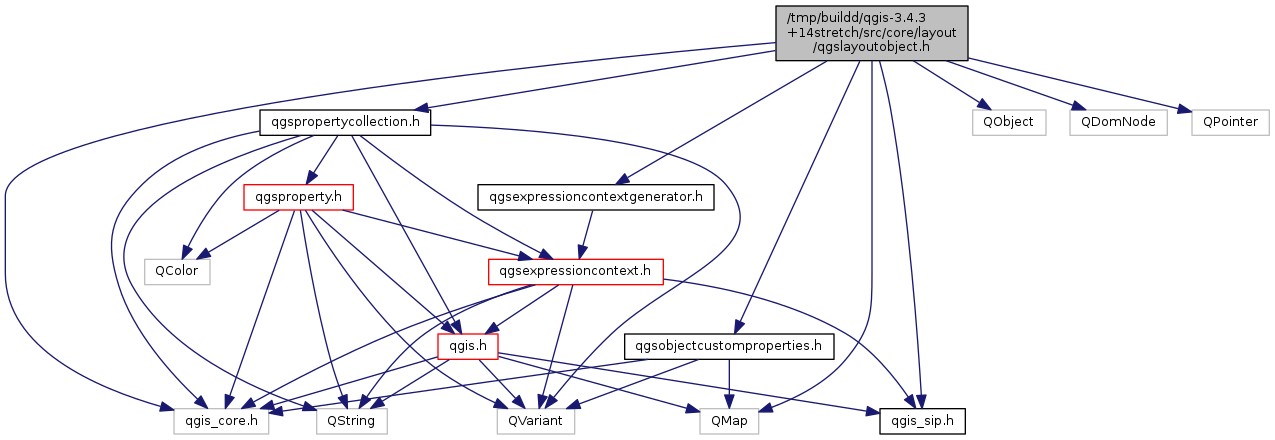 /tmp/buildd/qgis-3.4.3
+14stretch/src/core/layout
/qgslayoutobject.h
qgspropertycollection.h
QObject
QDomNode
QPointer
qgsproperty.h
qgsexpressioncontextgenerator.h
QColor
qgsexpressioncontext.h
qgis.h
qgsobjectcustomproperties.h
qgis_core.h
QString
QVariant
QMap
qgis_sip.h